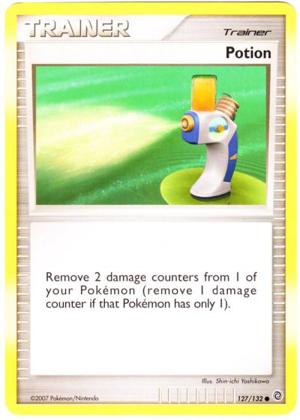 TRAINER Trainer
Potion
Remove 2 damage counters from 1 of
your Pokémon (remove 1 damage
counter if that Pokémon has only 1).
Illus. Shin-ichi Yoshikawa
©2007 Pokémon/Nintendo 127/132